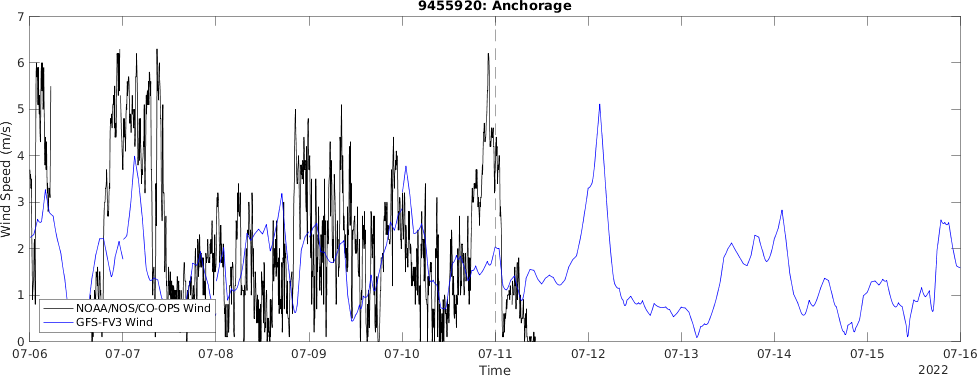 9455920: Anchorage
Wind Speed (m/s)
7
6
5
4
3
2
1
0
NOAA/NOS/CO-OPS Wind
GFS-FV3 Wind
07-06 07-07 07-08 07-09 07-10 07-11 07-12 07-13 07-14 07-15 07-16
Time
2022